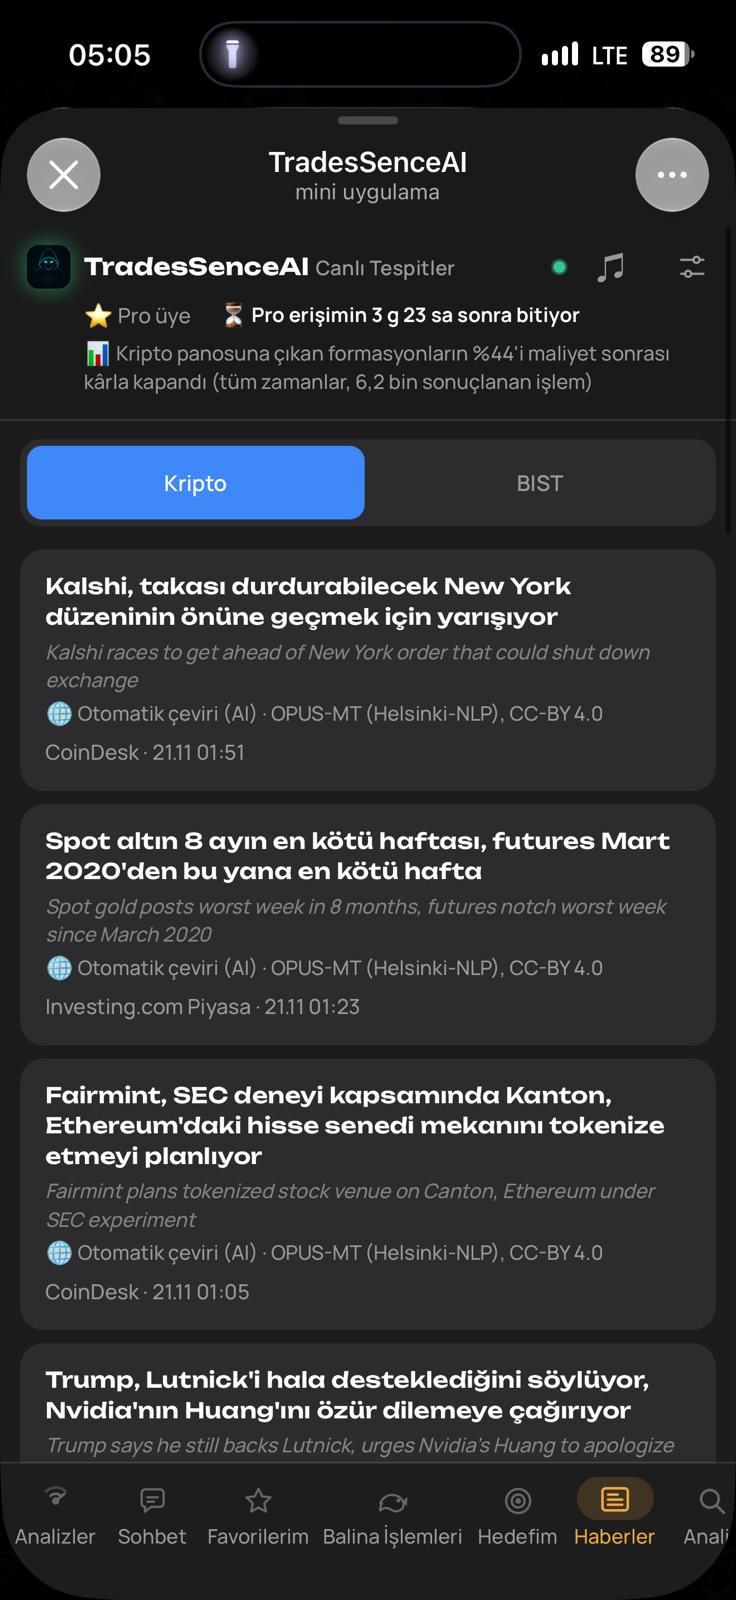 05:05
LTE 89
TradesSenceAI
mini uygulama
TradesSenceAI Canlı Tespitler
Pro üye Pro erişimin 3 g 23 sa sonra bitiyor
Kripto panosuna çıkan formasyonların %44'i maliyet sonrası
kârla kapandı (tüm zamanlar, 6,2 bin sonuçlanan işlem)
Kripto BIST
Kalshi, takası durdurabilecek New York
düzeninin önüne geçmek için yarışıyor
Kalshi races to get ahead of New York order that could shut down
exchange
Otomatik çeviri (AI) · OPUS-MT (Helsinki-NLP), CC-BY 4.0
CoinDesk · 21.11 01:51
Spot altın 8 ayın en kötü haftası, futures Mart
2020'den bu yana en kötü hafta
Spot gold posts worst week in 8 months, futures notch worst week
since March 2020
Otomatik çeviri (AI) · OPUS-MT (Helsinki-NLP), CC-BY 4.0
Investing.com Piyasa · 21.11 01:23
Fairmint, SEC deneyi kapsamında Kanton,
Ethereum'daki hisse senedi mekanını tokenize
etmeyi planlıyor
Fairmint plans tokenized stock venue on Canton, Ethereum under
SEC experiment
Otomatik çeviri (AI) · OPUS-MT (Helsinki-NLP), CC-BY 4.0
CoinDesk · 21.11 01:05
Trump, Lutnick'i hala desteklediğini söylüyor,
Nvidia'nın Huang'ını özür dilemeye çağırıyor
Trump says he still backs Lutnick, urges Nvidia's Huang to apologize
Analizler Sohbet Favorilerim Balina İşlemleri Hedefim Haberler Anali